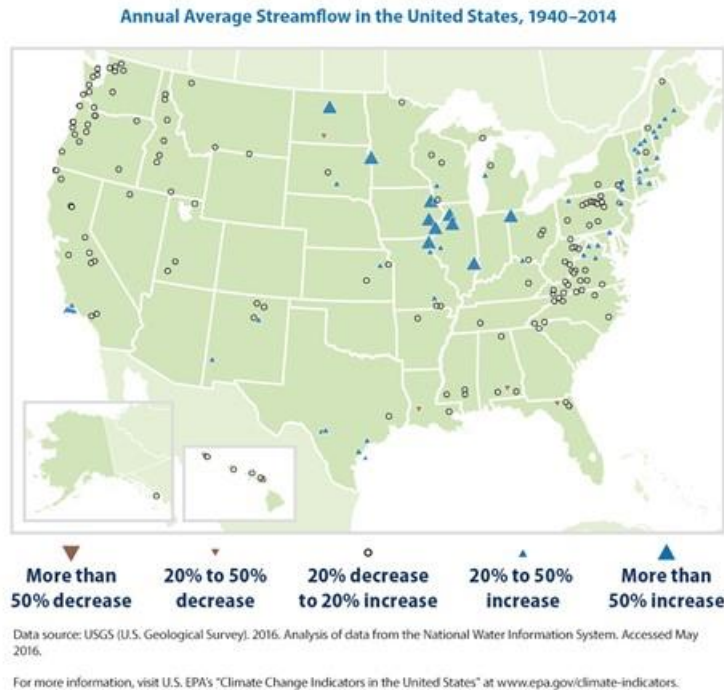 Annual Average Streamflow in the United States, 1940–2014
More than
50% decrease
20% to 50%
decrease
20% decrease
to 20% increase
20% to 50%
increase
More than
50% increase
Data source: USGS (U.S. Geological Survey). 2016. Analysis of data from the National Water Information System. Accessed May
2016.
For more information, visit U.S. EPA's "Climate Change Indicators in the United States" at www.epa.gov/climate-indicators.